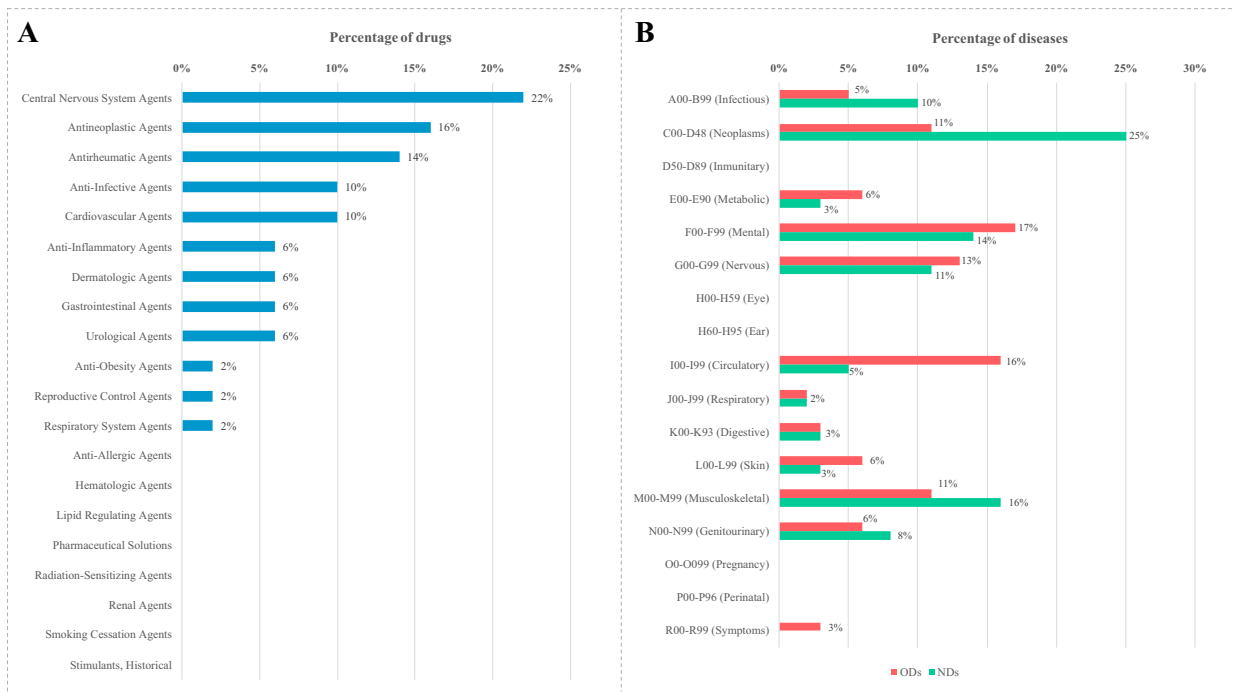 A
Percentage of drugs
0% 5% 10% 15% 20% 25%
Central Nervous System Agents 22%
Antineoplastic Agents 16%
Antirheumatic Agents 14%
Anti-Infective Agents 10%
Cardiovascular Agents 10%
Anti-Inflammatory Agents 6%
Dermatologic Agents 6%
Gastrointestinal Agents 6%
Urological Agents 6%
Anti-Obesity Agents 2%
Reproductive Control Agents 2%
Respiratory System Agents 2%
Anti-Allergic Agents
Hematologic Agents
Lipid Regulating Agents
Pharmaceutical Solutions
Radiation-Sensitizing Agents
Renal Agents
Smoking Cessation Agents
Stimulants, Historical
B
Percentage of diseases
0% 5% 10% 15% 20% 25% 30%
5%
A00-B99 (Infectious)
10%
11%
C00-D48 (Neoplasms)
25%
D50-D89 (Inmunitary)
6%
E00-E90 (Metabolic)
3%
17%
F00-F99 (Mental)
14%
13%
G00-G99 (Nervous)
11%
H00-H59 (Eye)
H60-H95 (Ear)
16%
I00-I99 (Circulatory)
5%
J00-J99 (Respiratory) 2%
K00-K93 (Digestive) 3%
6%
L00-L99 (Skin)
3%
11%
M00-M99 (Musculoskeletal)
16%
6%
N00-N99 (Genitourinary)
8%
O0-O099 (Pregnancy)
P00-P96 (Perinatal)
R00-R99 (Symptoms) 3%
ODs NDs